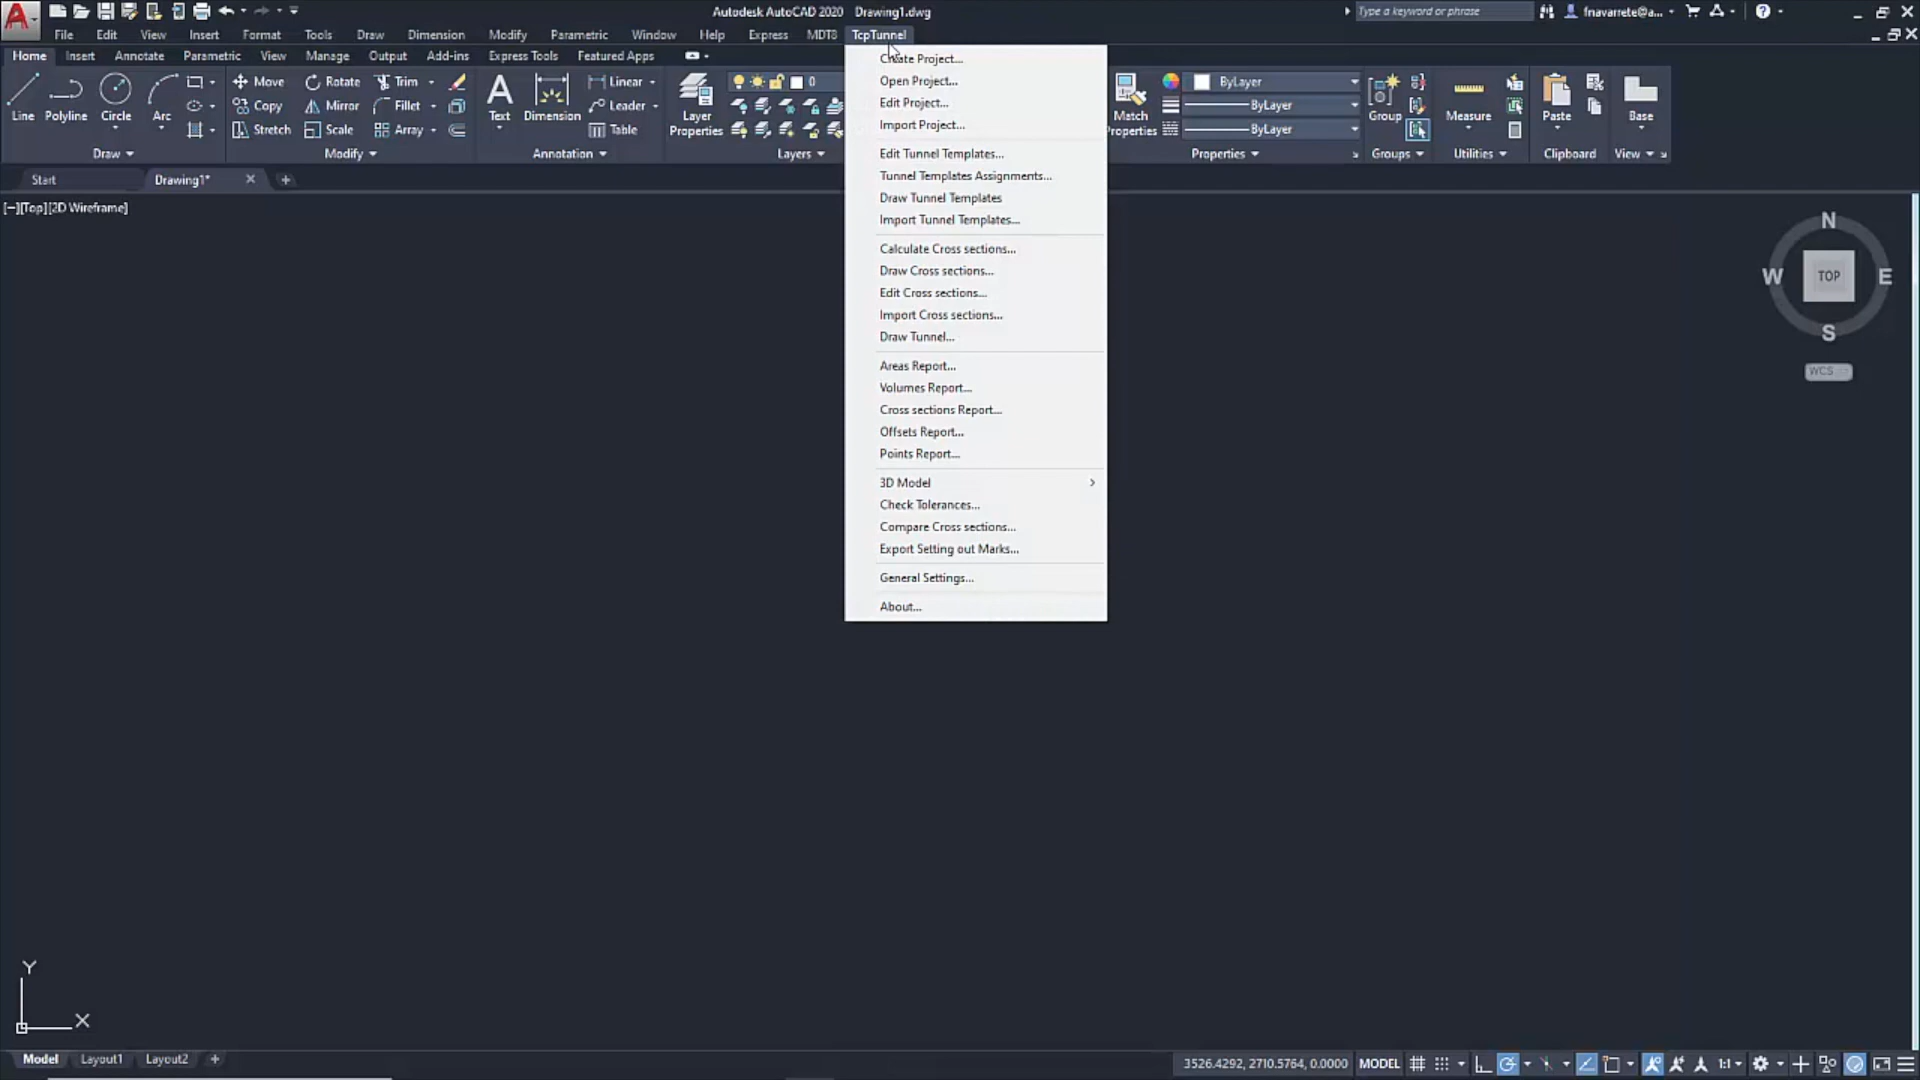 Autodesk AutoCAD 2020 Drawing1.dwg
Type a keyword or phrase
fnavarrete@a...
File Edit View Insert Format Tools Draw Dimension Modify Parametric Window Help Express MDT8 TcpTunnel
Home Insert Annotate Parametric View Manage Output Add-ins Express Tools Featured Apps
Line Polyline Circle Arc
Move Rotate Trim
Copy Mirror Fillet
Stretch Scale Array
Text Dimension
Linear
Leader
Table
Layer Properties
0
Match Properties
ByLayer
ByLayer
ByLayer
Group
Measure
Paste
Base
Draw Modify Annotation Layers Properties Groups Utilities Clipboard View
Start Drawing1*
[−][Top][2D Wireframe]
Create Project...
Open Project...
Edit Project...
Import Project...
Edit Tunnel Templates...
Tunnel Templates Assignments...
Draw Tunnel Templates
Import Tunnel Templates...
Calculate Cross sections...
Draw Cross sections...
Edit Cross sections...
Import Cross sections...
Draw Tunnel...
Areas Report...
Volumes Report...
Cross sections Report...
Offsets Report...
Points Report...
3D Model
Check Tolerances...
Compare Cross sections...
Export Setting out Marks...
General Settings...
About...
N
W TOP E
S
WCS
Y
X
Model Layout1 Layout2
3526.4292, 2710.5764, 0.0000 MODEL 1:1